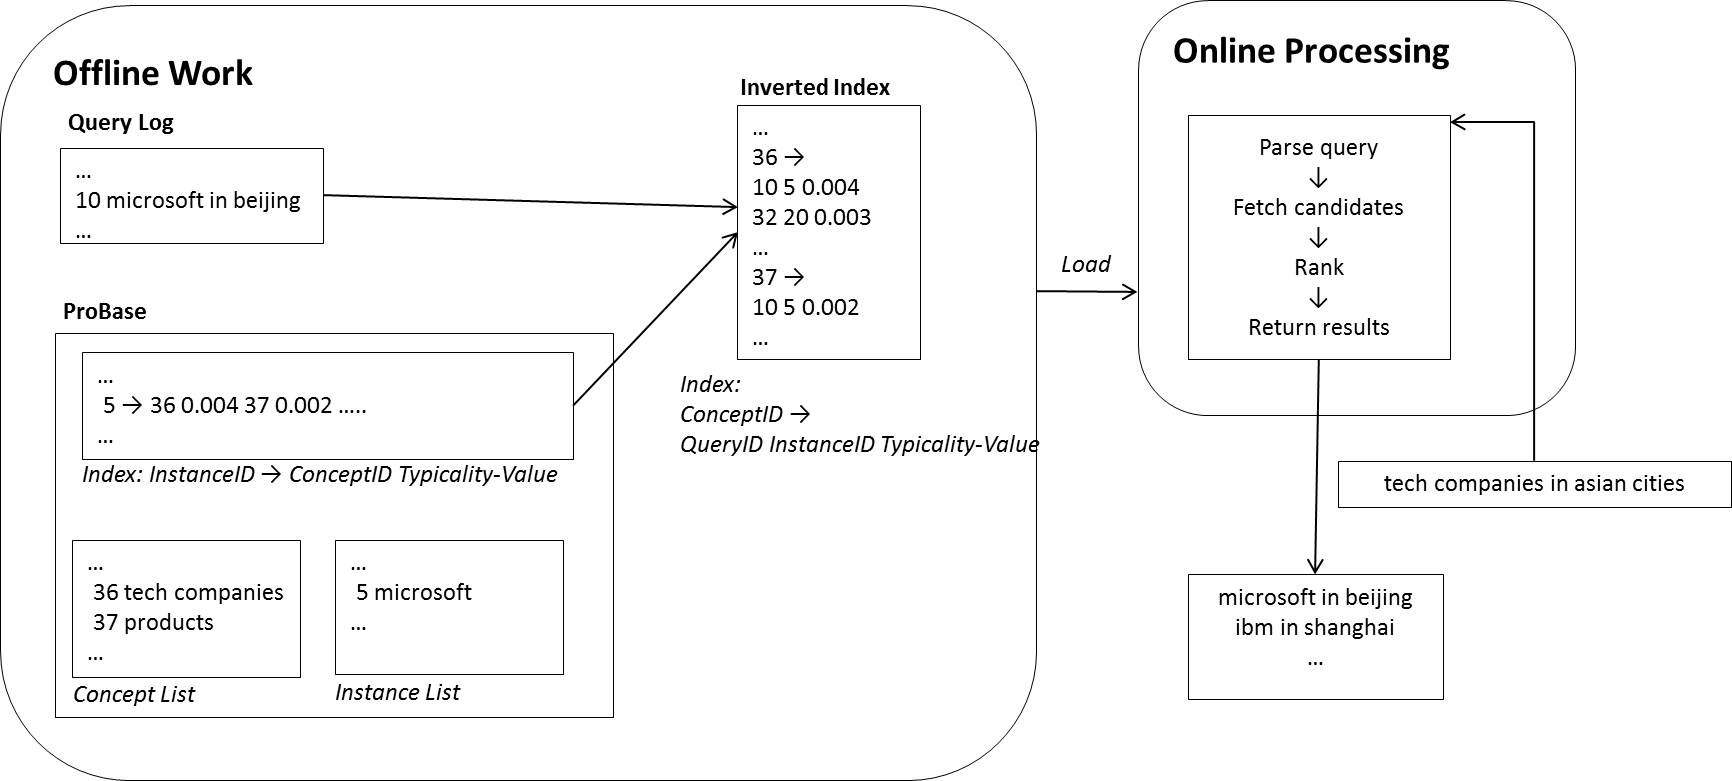 Offline Work
Query Log
...
10 microsoft in beijing
...
ProBase
...
5 → 36 0.004 37 0.002 .....
...
Index: InstanceID → ConceptID Typicality-Value
...
36 tech companies
37 products
...
Concept List
...
5 microsoft
...
Instance List
Inverted Index
...
36 →
10 5 0.004
32 20 0.003
...
37 →
10 5 0.002
...
Index:
ConceptID →
QueryID InstanceID Typicality-Value
Load
Online Processing
Parse query
↓
Fetch candidates
↓
Rank
↓
Return results
tech companies in asian cities
microsoft in beijing
ibm in shanghai
...